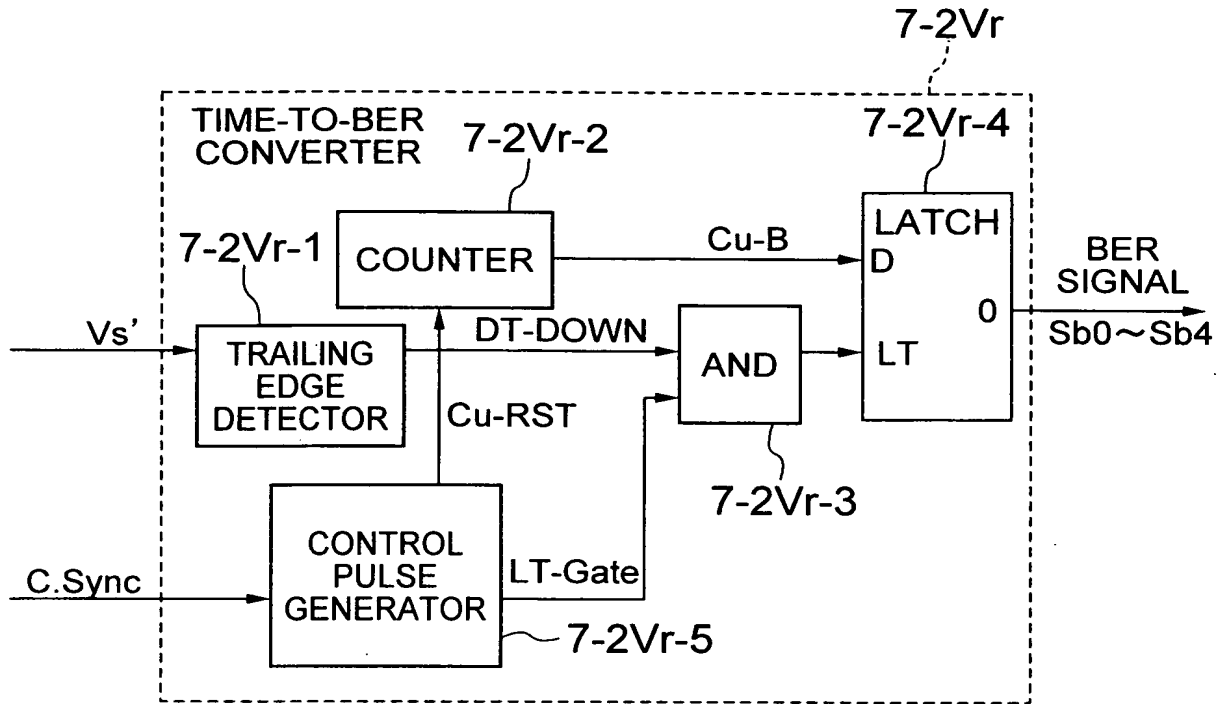 7-2Vr
TIME-TO-BER
CONVERTER
7-2Vr-2
7-2Vr-4
7-2Vr-1
COUNTER
Cu-B
LATCH
D
0
LT
BER
SIGNAL
Sb0~Sb4
Vs'
TRAILING
EDGE
DETECTOR
DT-DOWN
AND
Cu-RST
7-2Vr-3
C.Sync
CONTROL
PULSE
GENERATOR
LT-Gate
7-2Vr-5